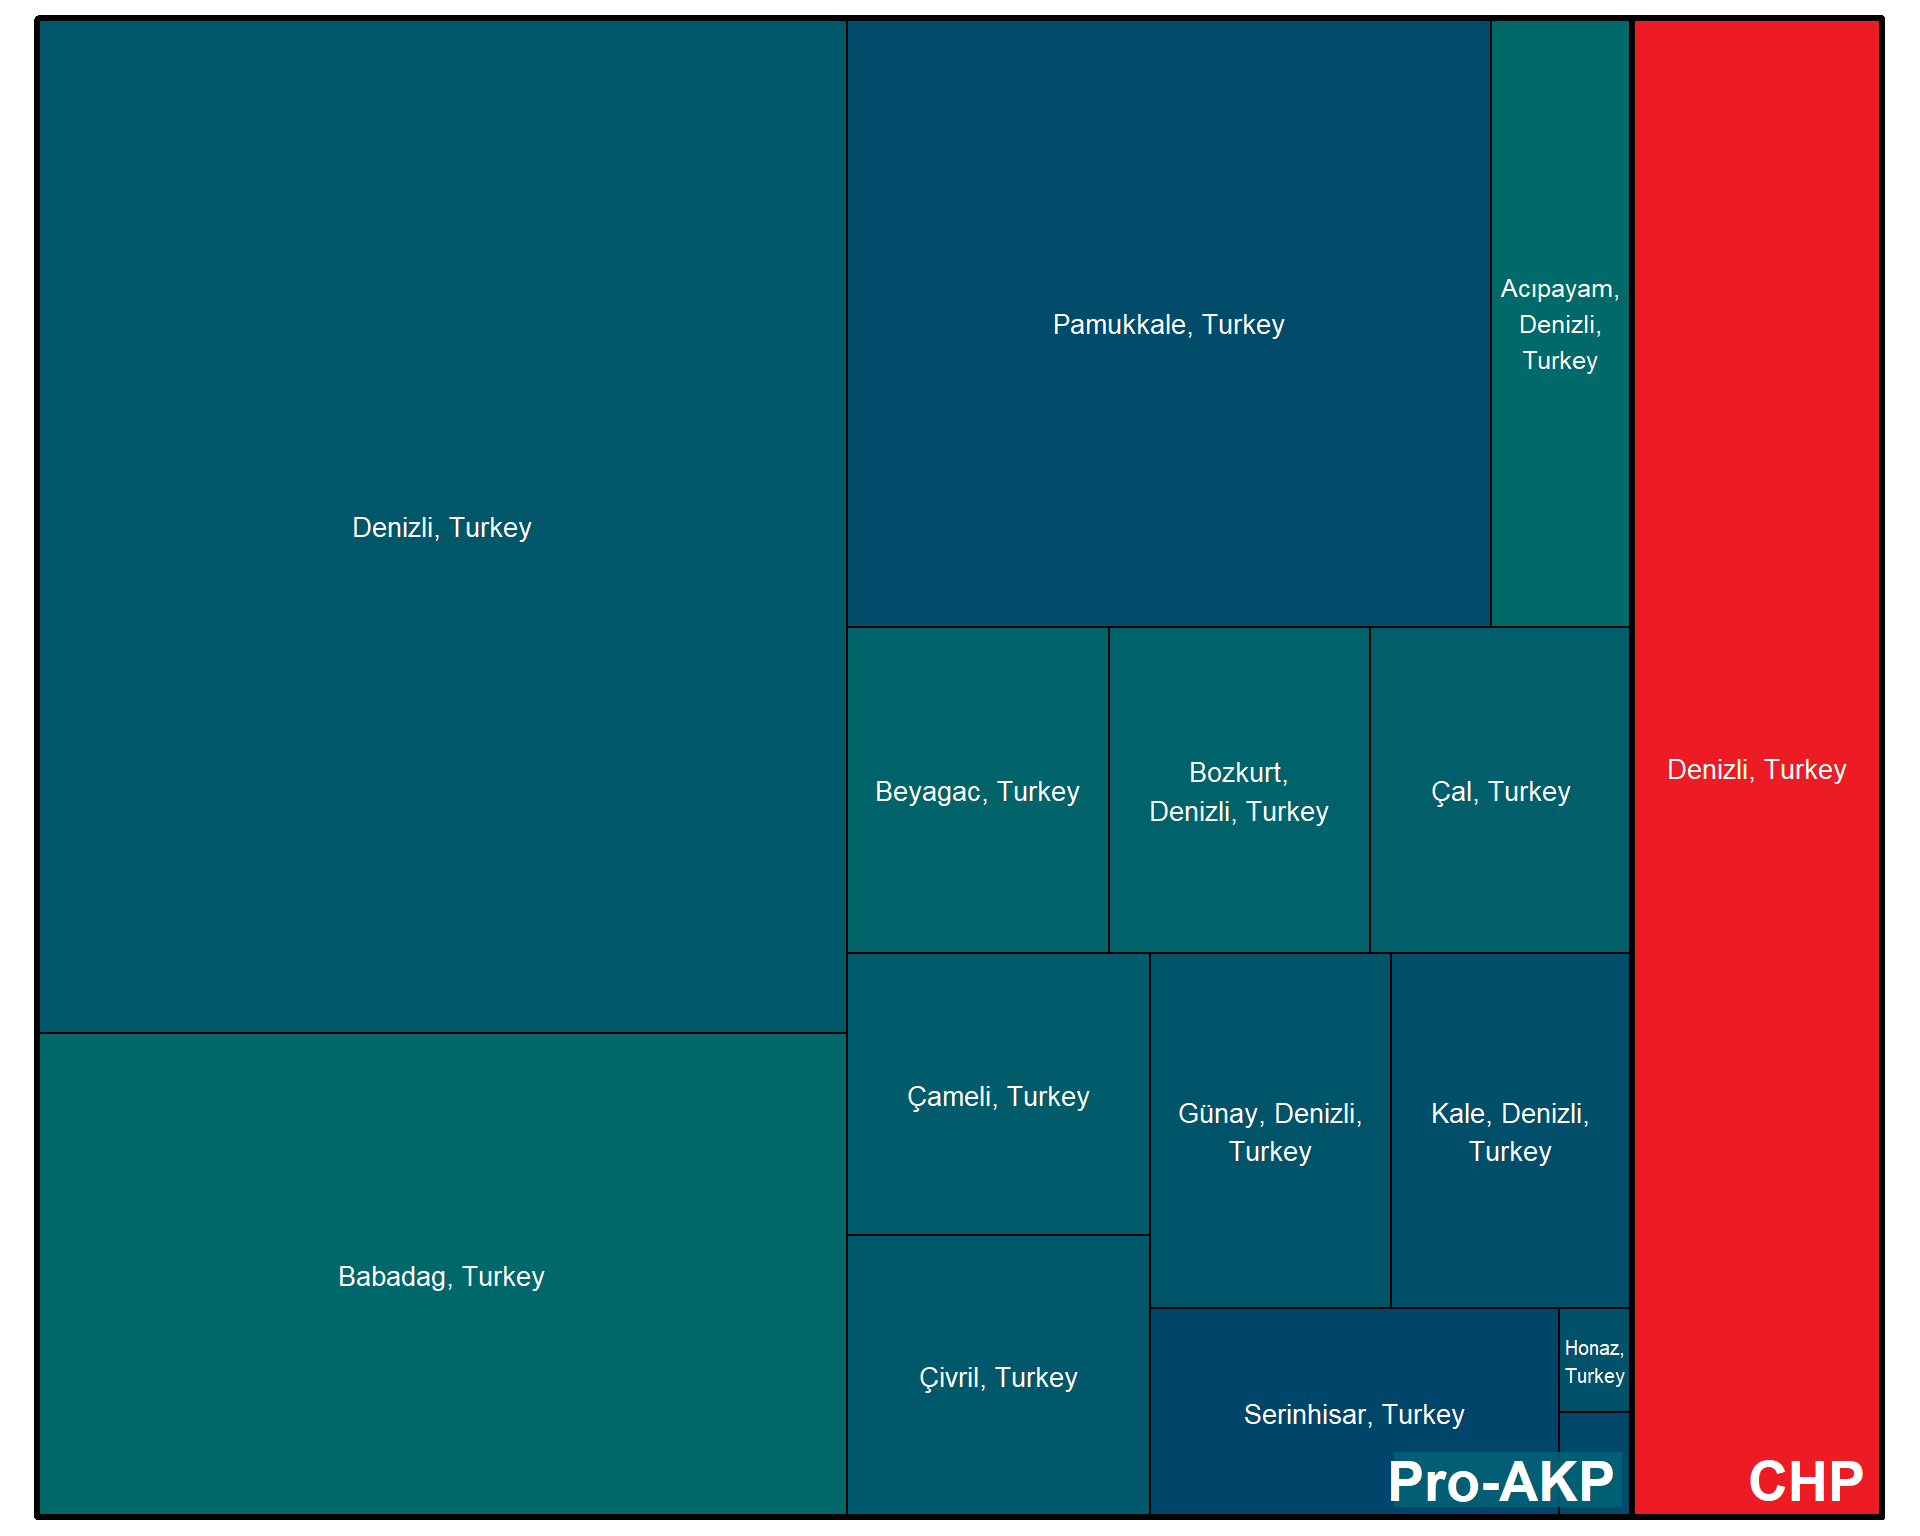 Denizli, Turkey
Babadag, Turkey
Pamukkale, Turkey
Acıpayam,
Denizli,
Turkey
Beyagac, Turkey
Bozkurt,
Denizli, Turkey
Çal, Turkey
Çameli, Turkey
Çivril, Turkey
Günay, Denizli,
Turkey
Kale, Denizli,
Turkey
Serinhisar, Turkey
Honaz,
Turkey
Pro-AKP
Denizli, Turkey
CHP